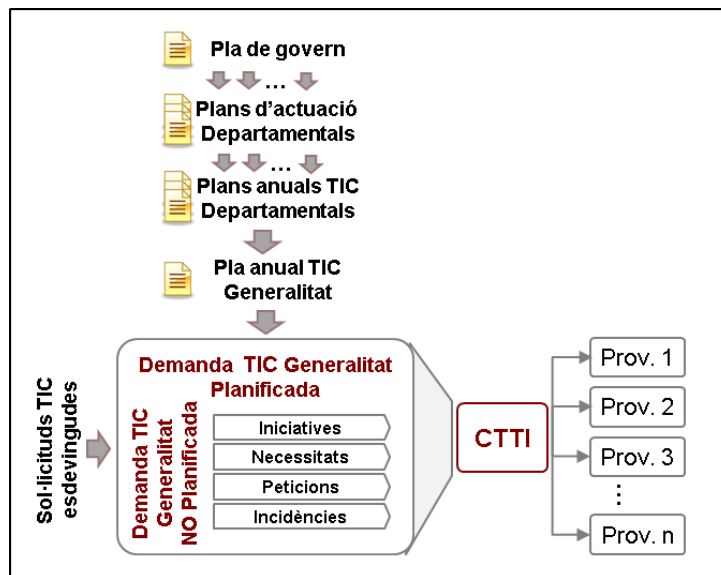 Pla de govern
...
Plans d'actuació
Departamentals
...
Plans anuals TIC
Departamentals
Pla anual TIC
Generalitat
Sol·licituds TIC
esdevingudes
Demanda TIC Generalitat
Planificada
Demanda TIC
Generalitat
NO Planificada
Iniciatives
Necessitats
Peticions
Incidències
CTTI
Prov. 1
Prov. 2
Prov. 3
...
Prov. n